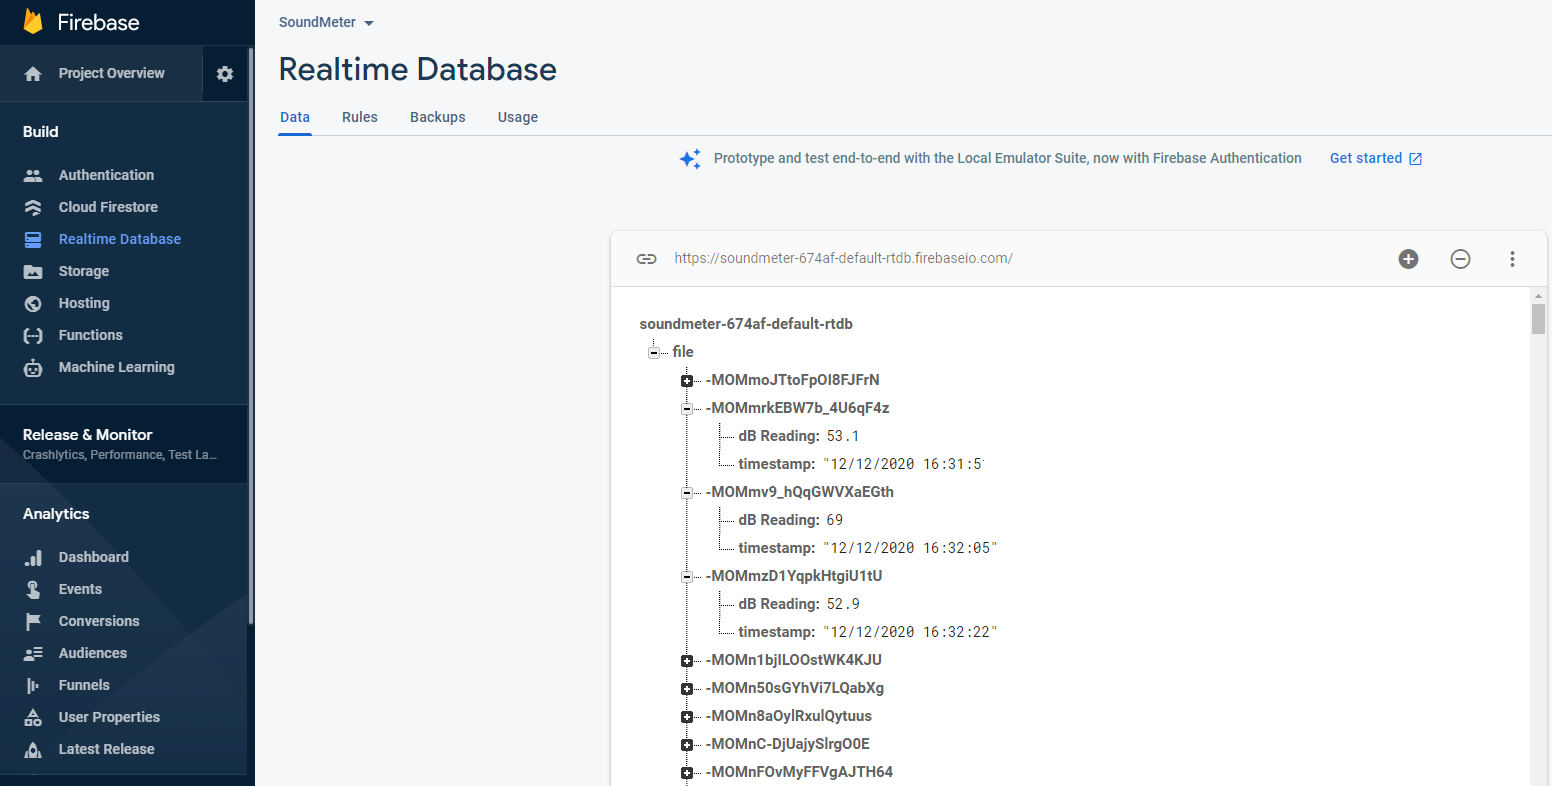 Firebase
Project Overview
Build
Authentication
Cloud Firestore
Realtime Database
Storage
Hosting
Functions
Machine Learning
Release & Monitor
Crashlytics, Performance, Test La...
Analytics
Dashboard
Events
Conversions
Audiences
Funnels
User Properties
Latest Release
SoundMeter
Realtime Database
Data Rules Backups Usage
Prototype and test end-to-end with the Local Emulator Suite, now with Firebase Authentication Get started
https://soundmeter-674af-default-rtdb.firebaseio.com/
soundmeter-674af-default-rtdb
file
-MOMmoJTtoFpOI8FJFrN
-MOMmrkEBW7b_4U6qF4z
dB Reading: 53.1
timestamp: "12/12/2020 16:31:5
-MOMmv9_hQqGWVXaEGth
dB Reading: 69
timestamp: "12/12/2020 16:32:05"
-MOMmzD1YqpkHtgiU1tU
dB Reading: 52.9
timestamp: "12/12/2020 16:32:22"
-MOMn1bjILOOstWK4KJU
-MOMn50sGYhVi7LQabXg
-MOMn8aOylRxulQytuus
-MOMnC-DjUajySlrgO0E
-MOMnFOvMyFFVgAJTH64